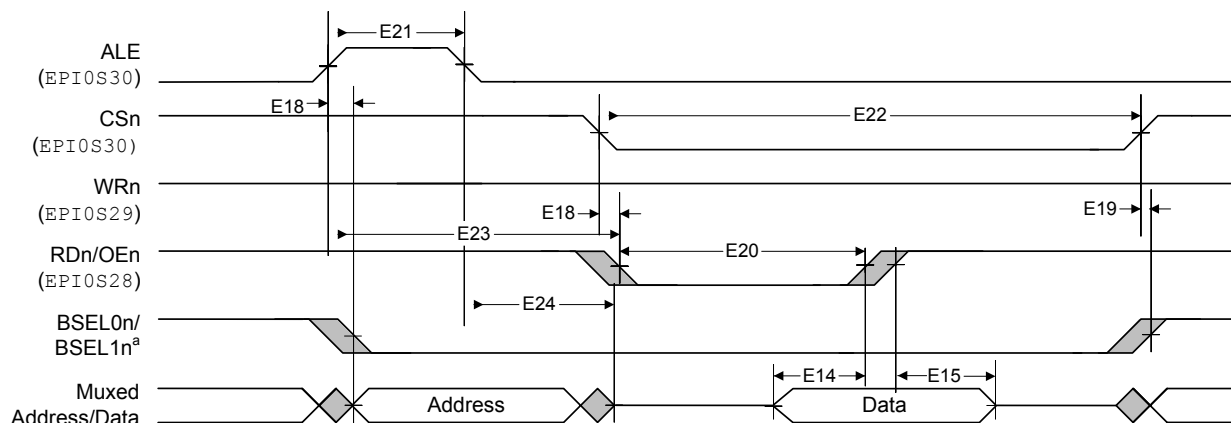 E21
ALE
(EPI0S30)
E18
CSn
E22
(EPI0S30)
WRn
(EPI0S29)
E18
E19
E23
RDn/OEn
E20
(EPI0S28)
E24
BSEL0n/
BSEL1nª
E14
E15
Muxed
Address/Data
Address
Data